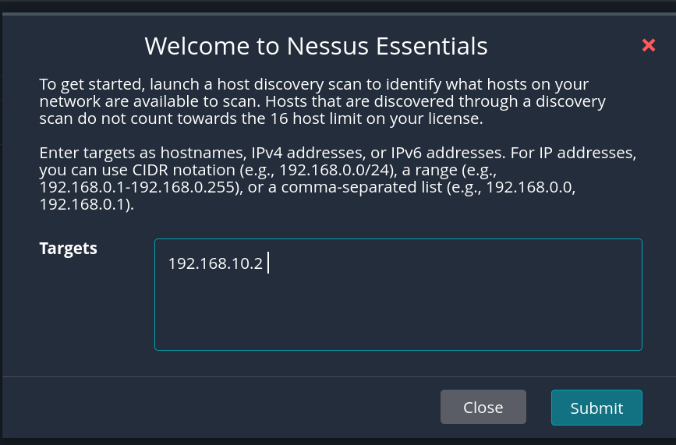 Welcome to Nessus Essentials
To get started, launch a host discovery scan to identify what hosts on your
network are available to scan. Hosts that are discovered through a discovery
scan do not count towards the 16 host limit on your license.
Enter targets as hostnames, IPv4 addresses, or IPv6 addresses. For IP addresses,
you can use CIDR notation (e.g., 192.168.0.0/24), a range (e.g.,
192.168.0.1-192.168.0.255), or a comma-separated list (e.g., 192.168.0.0,
192.168.0.1).
Targets
192.168.10.2
Close
Submit